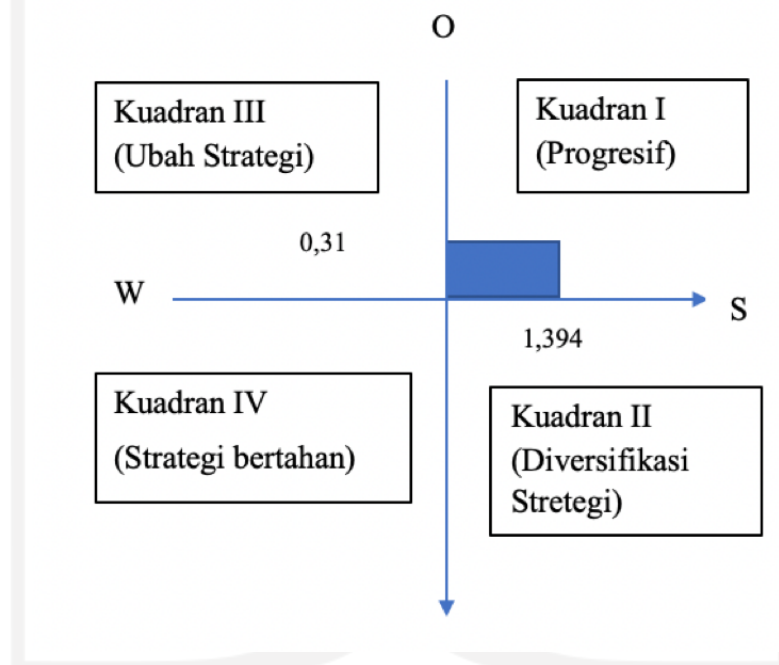 O
Kuadran III
(Ubah Strategi)
Kuadran I
(Progresif)
0,31
W
S
1,394
Kuadran IV
(Strategi bertahan)
Kuadran II
(Diversifikasi
Stretegi)